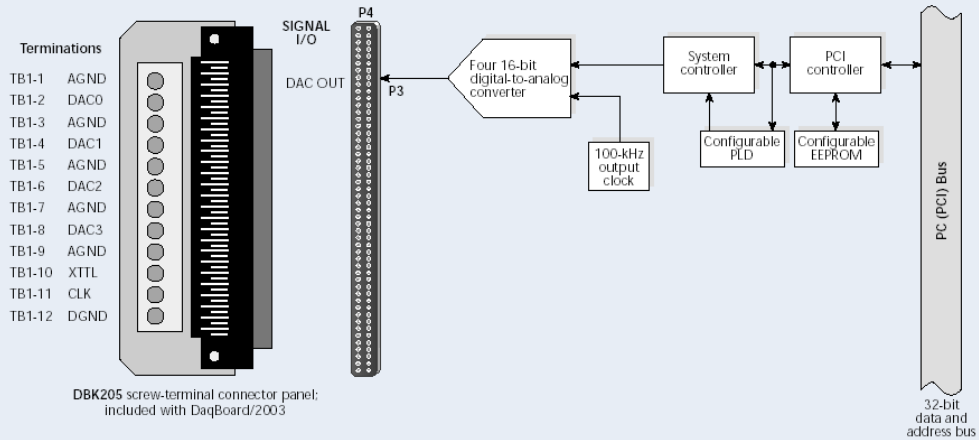 Terminations
TB1-1 AGND
TB1-2 DAC0
TB1-3 AGND
TB1-4 DAC1
TB1-5 AGND
TB1-6 DAC2
TB1-7 AGND
TB1-8 DAC3
TB1-9 AGND
TB1-10 XTTL
TB1-11 CLK
TB1-12 DGND
DBK205 screw-terminal connector panel;
included with DaqBoard/2003
P4
SIGNAL
I/O
DAC OUT
P3
Four 16-bit
digital-to-analog
converter
100-kHz
output
clock
System
controller
PCI
controller
Configurable
PLD
Configurable
EEPROM
PC (PCI) Bus
32-bit
data and
address bus